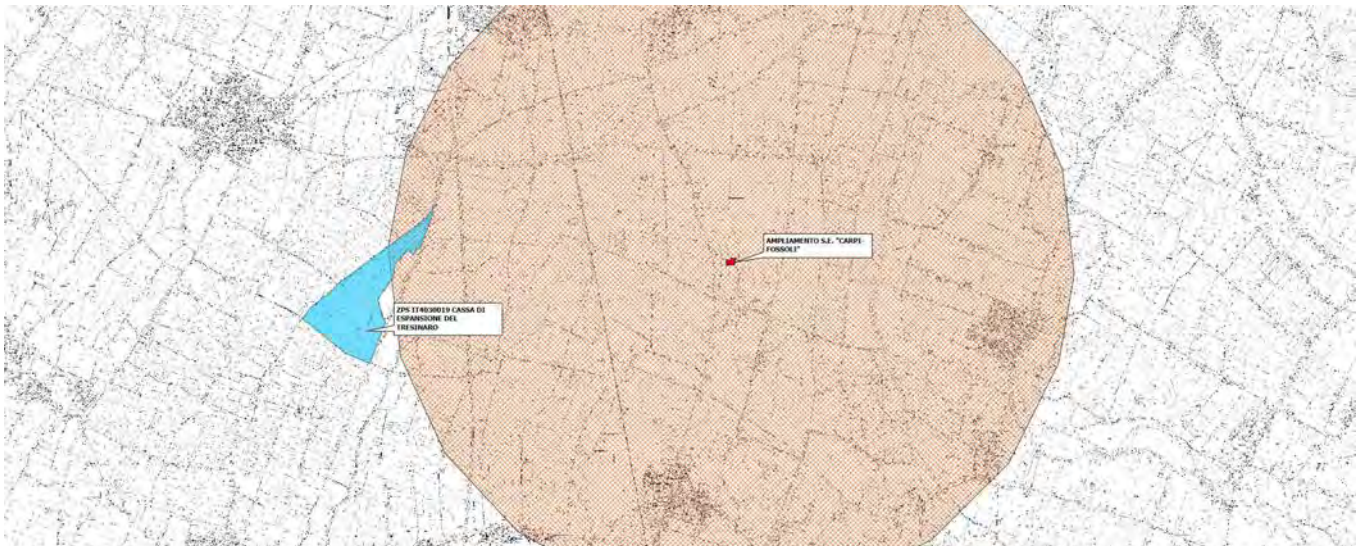 AMPLIAMENTO S.E. "CARPI-
FOSSOLI"
ZPS IT4030019 CASSA DI
ESPANSIONE DEL
TRESINARO